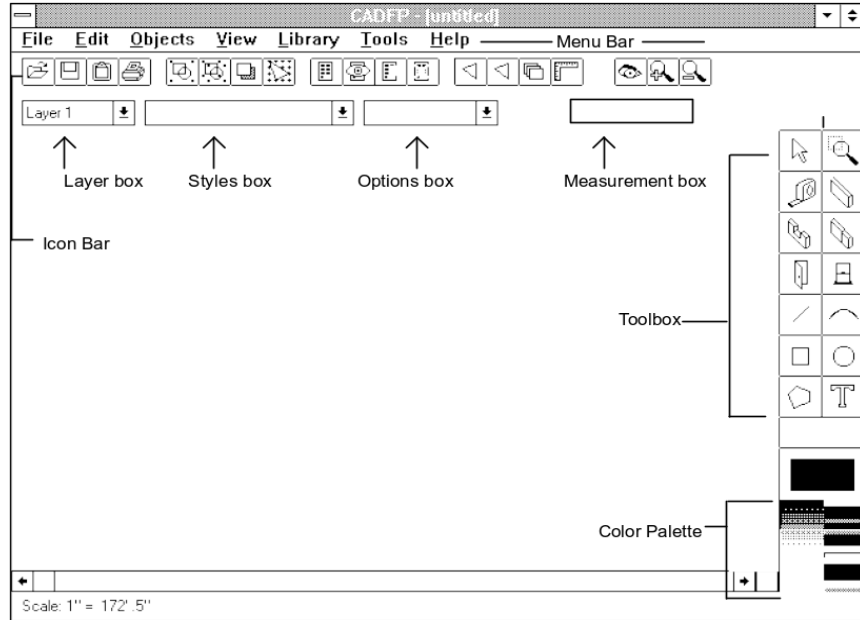 CADFP - [untitled]
File Edit Objects View Library Tools Help Menu Bar
Layer 1
Layer box Styles box Options box Measurement box
Icon Bar
Toolbox
T
Color Palette
Scale: 1" = 172'.5"